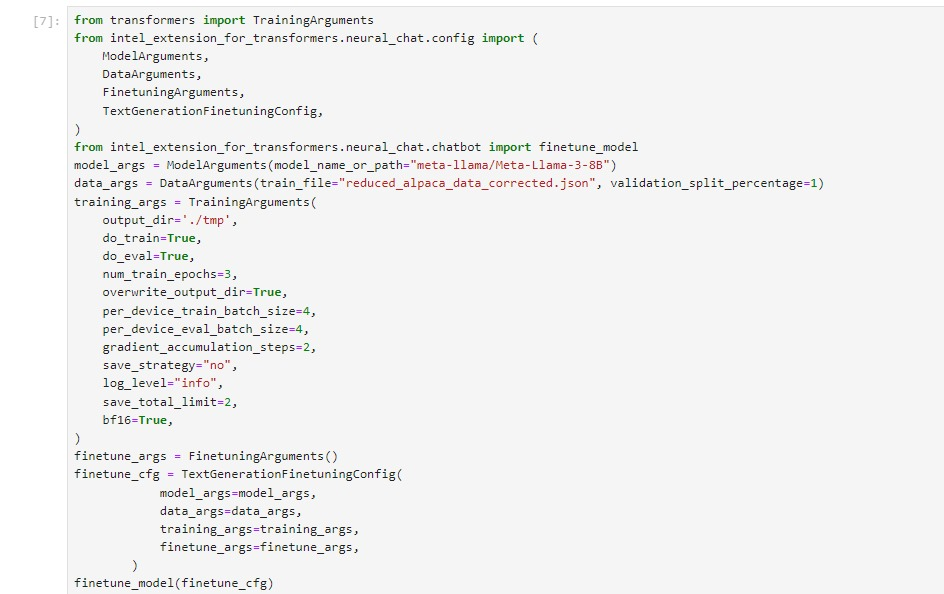 [7]: from transformers import TrainingArguments
from intel_extension_for_transformers.neural_chat.config import (
    ModelArguments,
    DataArguments,
    FinetuningArguments,
    TextGenerationFinetuningConfig,
)
from intel_extension_for_transformers.neural_chat.chatbot import finetune_model
model_args = ModelArguments(model_name_or_path="meta-llama/Meta-Llama-3-8B")
data_args = DataArguments(train_file="reduced_alpaca_data_corrected.json", validation_split_percentage=1)
training_args = TrainingArguments(
    output_dir='./tmp',
    do_train=True,
    do_eval=True,
    num_train_epochs=3,
    overwrite_output_dir=True,
    per_device_train_batch_size=4,
    per_device_eval_batch_size=4,
    gradient_accumulation_steps=2,
    save_strategy="no",
    log_level="info",
    save_total_limit=2,
    bf16=True,
)
finetune_args = FinetuningArguments()
finetune_cfg = TextGenerationFinetuningConfig(
            model_args=model_args,
            data_args=data_args,
            training_args=training_args,
            finetune_args=finetune_args,
        )
finetune_model(finetune_cfg)